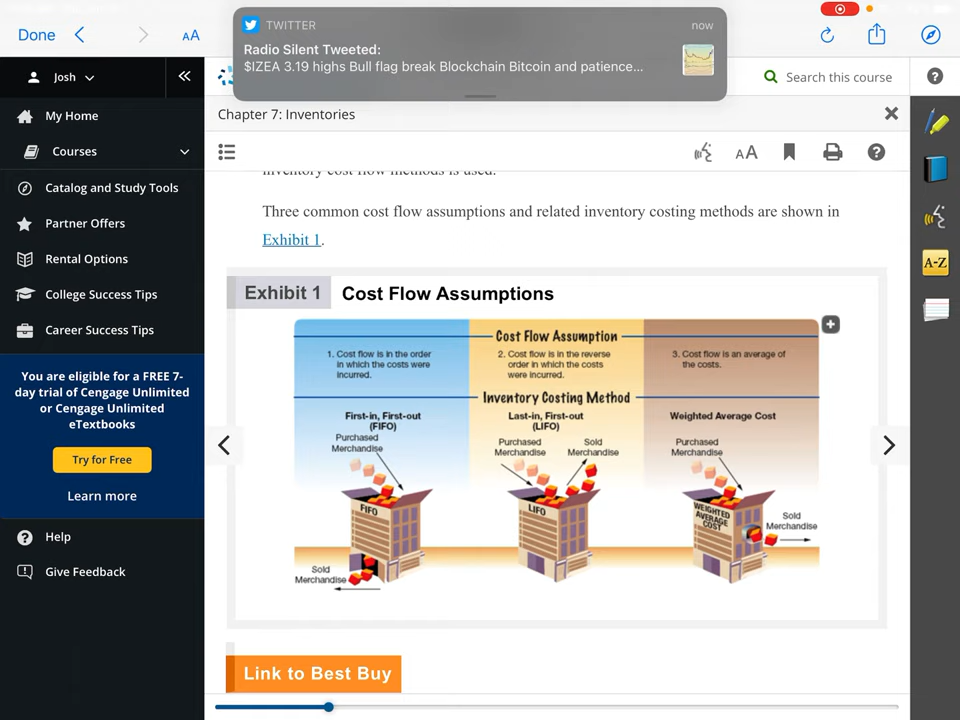 TWITTER
now
Radio Silent Tweeted:
$IZEA 3.19 highs Bull flag break Blockchain Bitcoin and patience...
Done
AA
Josh
Search this course
My Home
Courses
Catalog and Study Tools
Partner Offers
Rental Options
College Success Tips
Career Success Tips
You are eligible for a FREE 7-
day trial of Cengage Unlimited
or Cengage Unlimited
eTextbooks
Try for Free
Learn more
Help
Give Feedback
Chapter 7: Inventories
AA
inventory cost flow methods is used.
Three common cost flow assumptions and related inventory costing methods are shown in
Exhibit 1.
Exhibit 1 Cost Flow Assumptions
Cost Flow Assumption
1. Cost flow is in the order
in which the costs were
incurred.
2. Cost flow is in the reverse
order in which the costs
were incurred.
3. Cost flow is an average of
the costs.
Inventory Costing Method
First-in, First-out
(FIFO)
Purchased
Merchandise
FIFO
Sold
Merchandise
Last-in, First-out
(LIFO)
Purchased
Merchandise
Sold
Merchandise
LIFO
Weighted Average Cost
Purchased
Merchandise
WEIGHTED
AVERAGE
COST
Sold
Merchandise
Link to Best Buy
A-Z